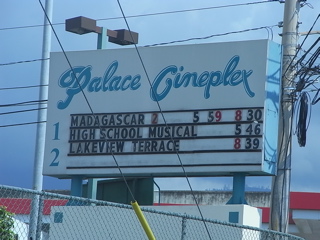 Palace Cineplex
MADAGASCAR 2 5 59 8 30
1 HIGH SCHOOL MUSICAL 5 46
2 LAKEVIEW TERRACE 8 39